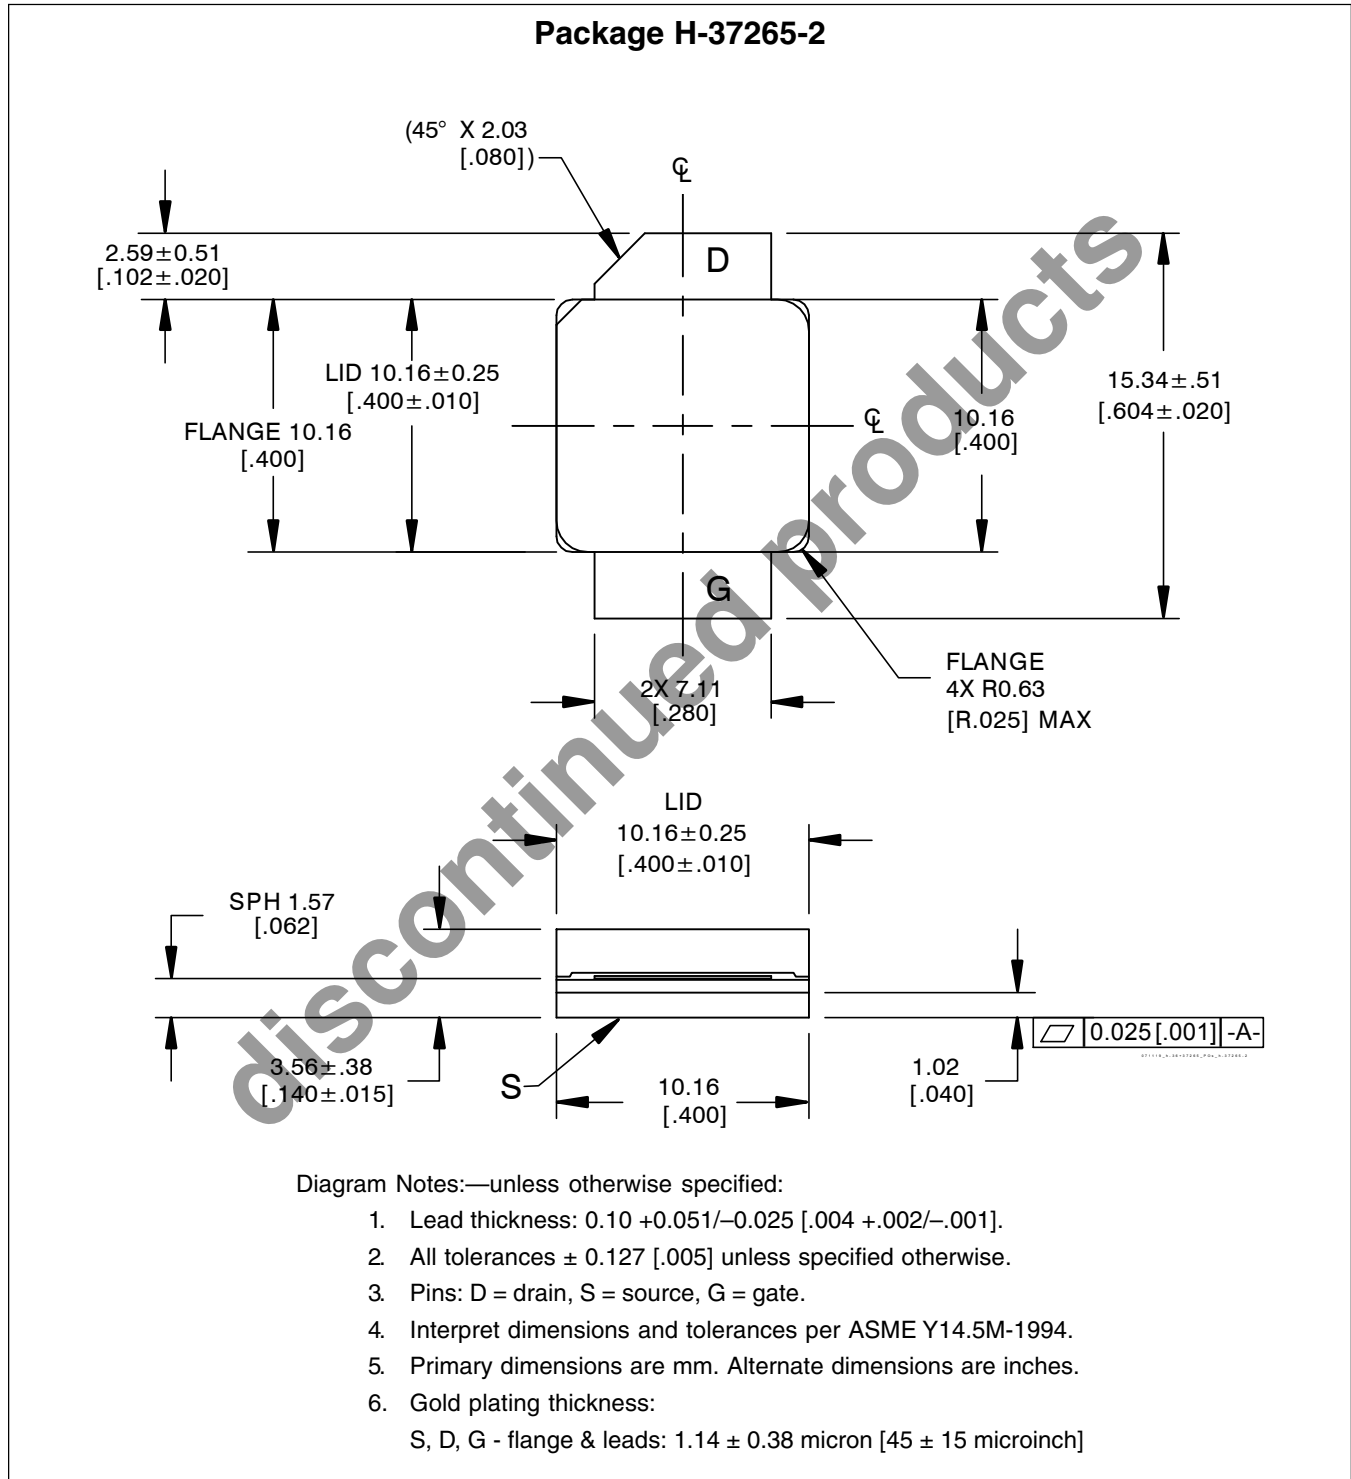 Package H-37265-2
(45° X 2.03
[.080])
℄
2.59±0.51
[.102±.020]
D
LID 10.16±0.25
[.400±.010]
FLANGE 10.16
[.400]
℄
10.16
[.400]
15.34±.51
[.604±.020]
G
2X 7.11
[.280]
FLANGE
4X R0.63
[R.025] MAX
LID
10.16±0.25
[.400±.010]
SPH 1.57
[.062]
3.56±.38
[.140±.015]
S
10.16
[.400]
1.02
[.040]
0.025[.001] -A-
discontinued products
Diagram Notes:—unless otherwise specified:
1. Lead thickness: 0.10 +0.051/–0.025 [.004 +.002/–.001].
2. All tolerances ± 0.127 [.005] unless specified otherwise.
3. Pins: D = drain, S = source, G = gate.
4. Interpret dimensions and tolerances per ASME Y14.5M-1994.
5. Primary dimensions are mm. Alternate dimensions are inches.
6. Gold plating thickness:
S, D, G - flange & leads: 1.14 ± 0.38 micron [45 ± 15 microinch]